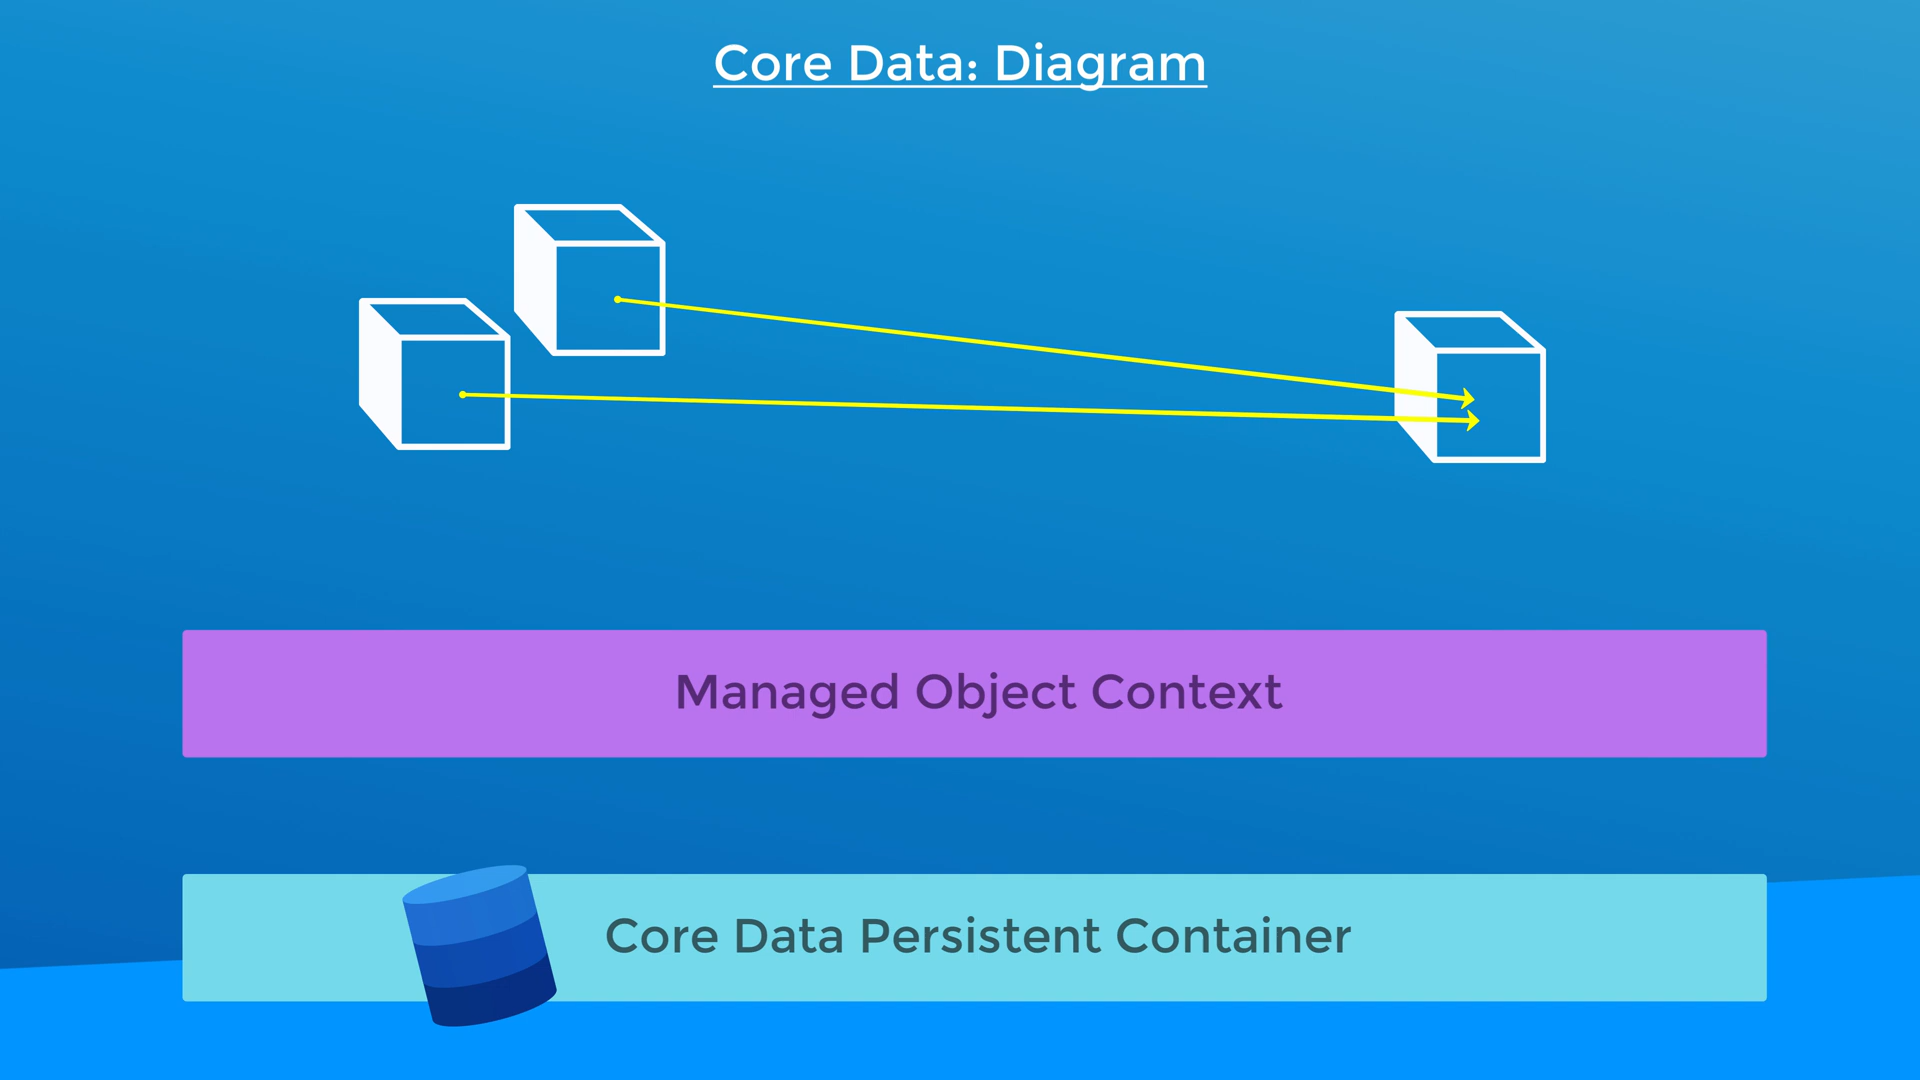 Core Data: Diagram
Managed Object Context
Core Data Persistent Container